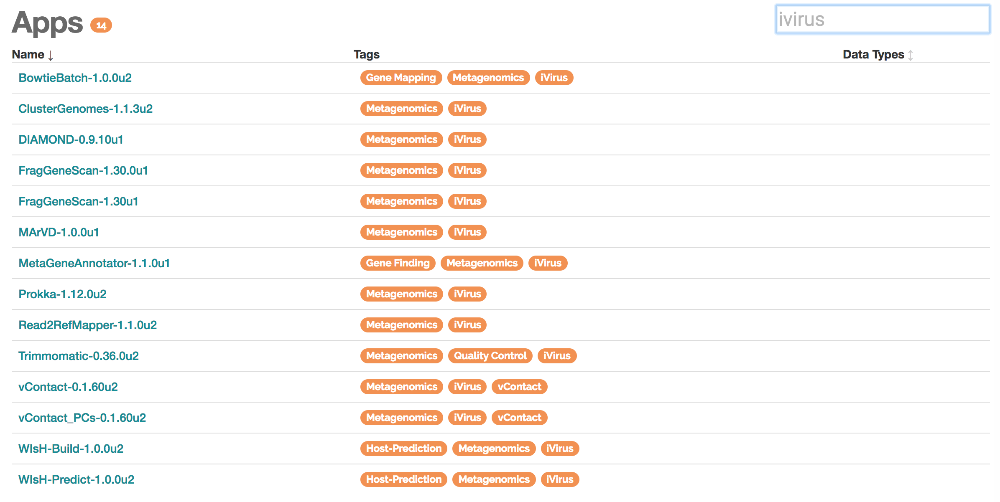 Apps 14 ivirus
Name ↓ Tags Data Types ↕
BowtieBatch-1.0.0u2 Gene Mapping Metagenomics iVirus
ClusterGenomes-1.1.3u2 Metagenomics iVirus
DIAMOND-0.9.10u1 Metagenomics iVirus
FragGeneScan-1.30.0u1 Metagenomics iVirus
FragGeneScan-1.30u1 Metagenomics iVirus
MArVD-1.0.0u1 Metagenomics iVirus
MetaGeneAnnotator-1.1.0u1 Gene Finding Metagenomics iVirus
Prokka-1.12.0u2 Metagenomics iVirus
Read2RefMapper-1.1.0u2 Metagenomics iVirus
Trimmomatic-0.36.0u2 Metagenomics Quality Control iVirus
vContact-0.1.60u2 Metagenomics iVirus vContact
vContact_PCs-0.1.60u2 Metagenomics iVirus vContact
WIsH-Build-1.0.0u2 Host-Prediction Metagenomics iVirus
WIsH-Predict-1.0.0u2 Host-Prediction Metagenomics iVirus